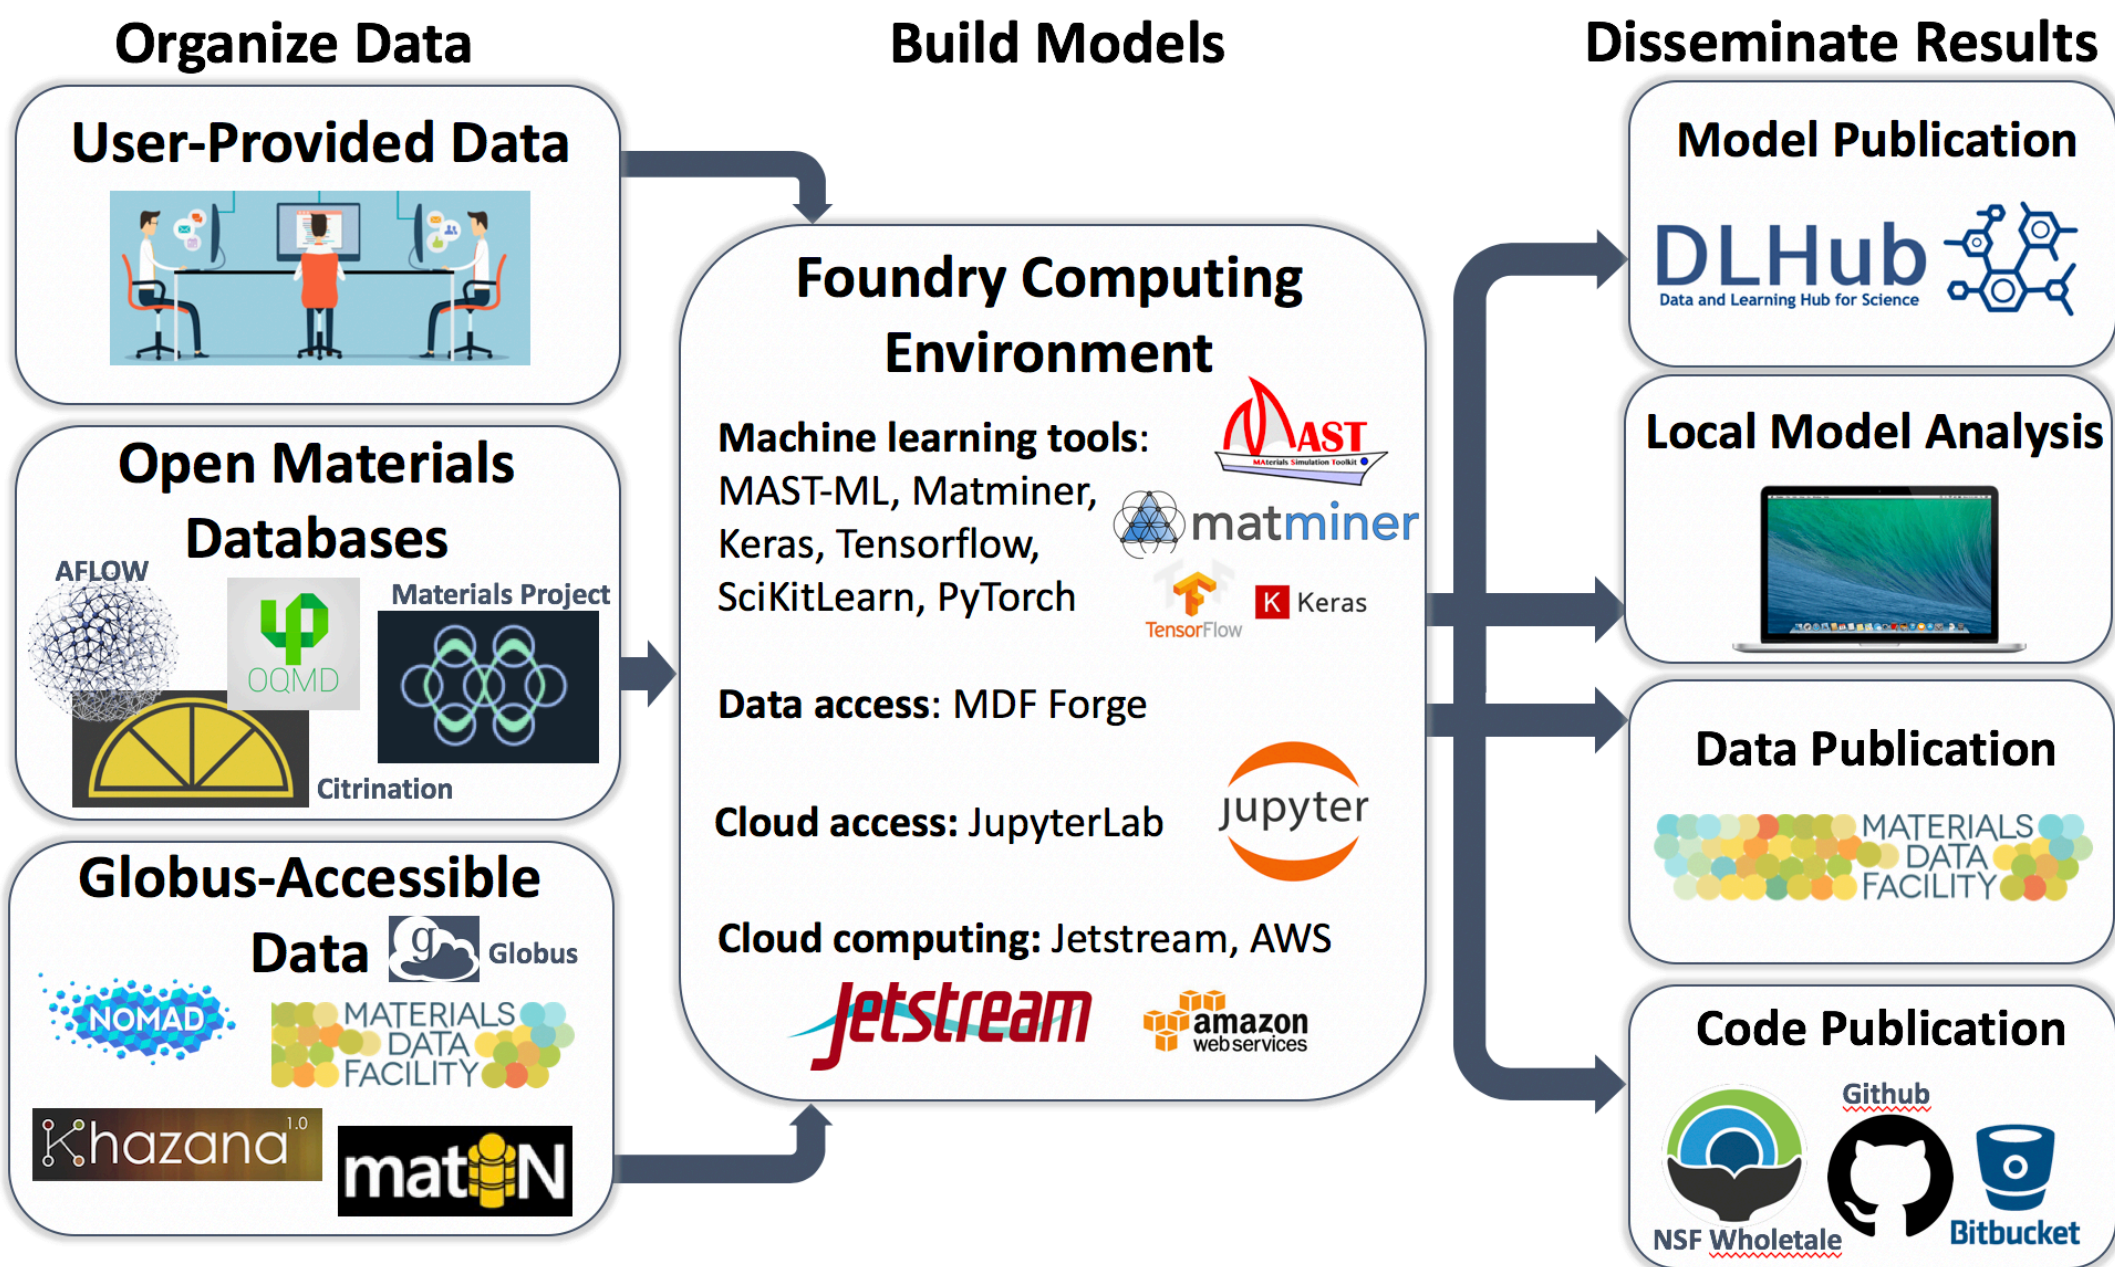 Organize Data
User-Provided Data
Open Materials
Databases
AFLOW
OQMD
Materials Project
Citrination
Globus-Accessible
Data
g
Globus
NOMAD
MATERIALS
DATA
FACILITY
Khazana 1.0
matiN
Build Models
Foundry Computing
Environment
Machine learning tools:
MAST-ML, Matminer,
Keras, Tensorflow,
SciKitLearn, PyTorch
MAST
MAterials Simulation Toolkit
matminer
TensorFlow
K Keras
Data access: MDF Forge
Cloud access: JupyterLab
jupyter
Cloud computing: Jetstream, AWS
Jetstream
amazon
webservices
Disseminate Results
Model Publication
DLHub
Data and Learning Hub for Science
Local Model Analysis
Data Publication
MATERIALS
DATA
FACILITY
Code Publication
Github
NSF Wholetale
Bitbucket